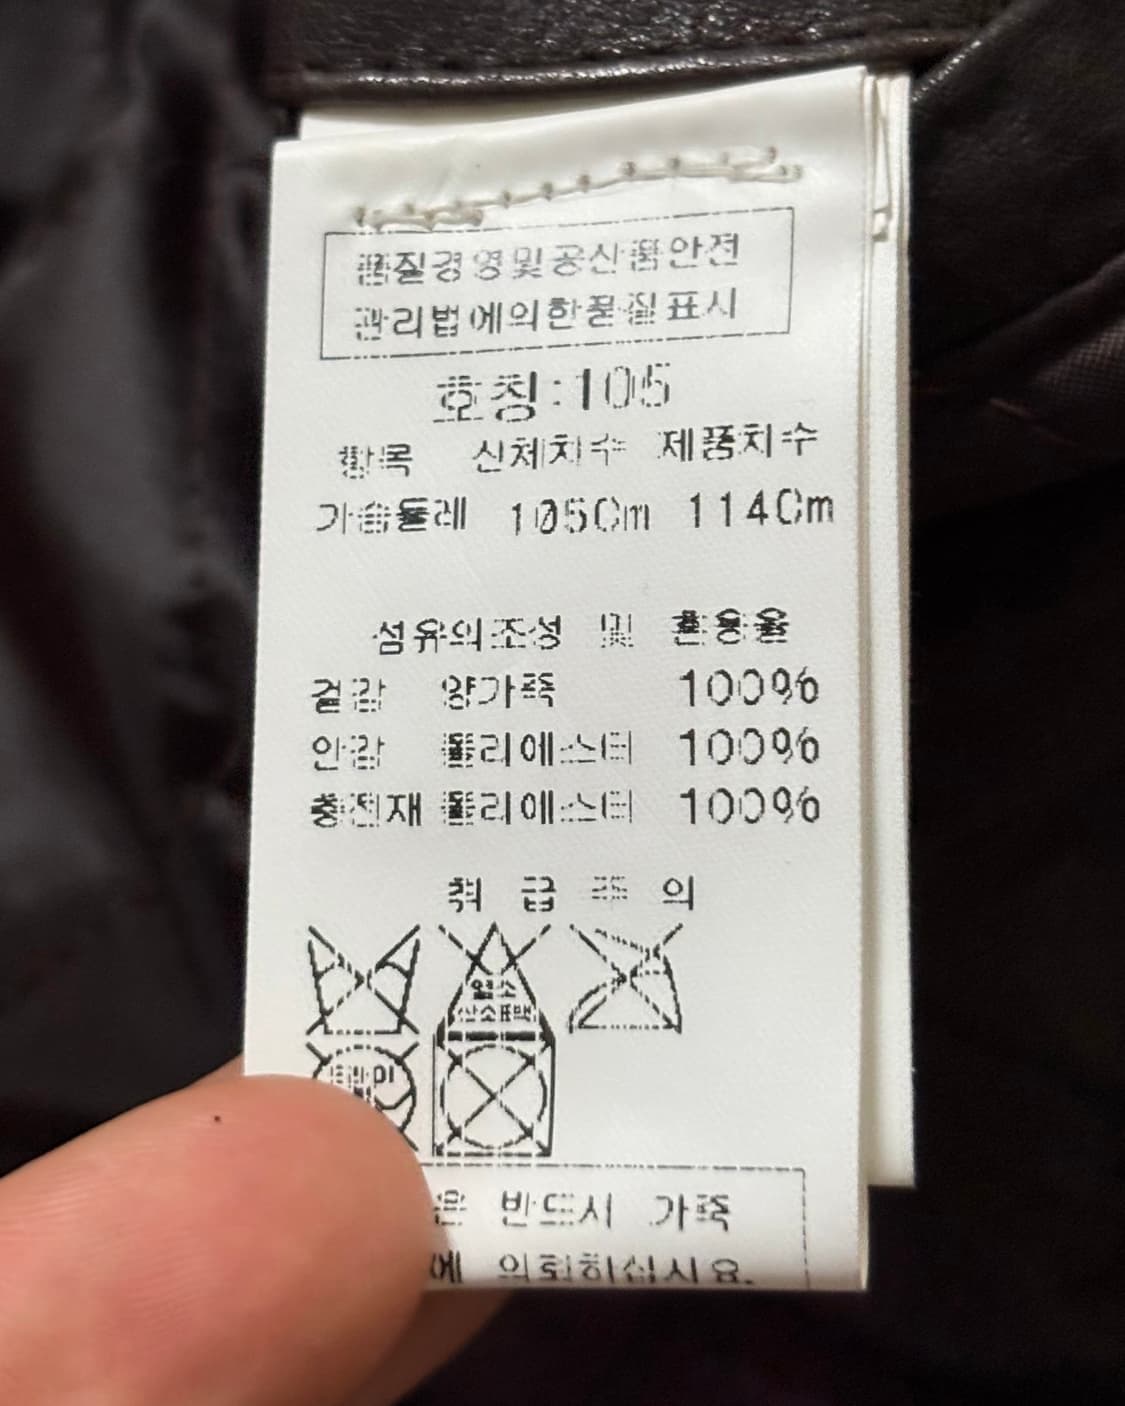 품질경영및공산품안전
관리법에의한품질표시
호칭:105
항목 신체치수 제품치수
가슴둘레 105Cm 114Cm
섬유의조성 및 혼용율
겉감 양가죽 100%
안감 폴리에스터 100%
충전재 폴리에스터 100%
취 급 주 의
염소
산소표백
드라이
은 반드시 가죽
에 의뢰하십시요.